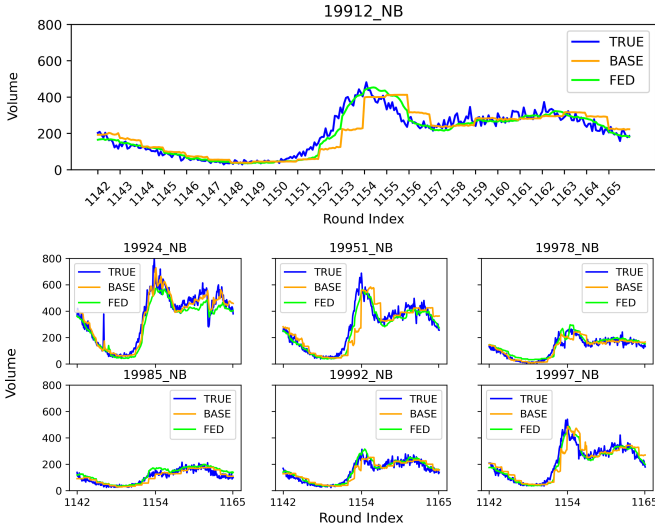 19912_NB
800
600
400
200
0
Volume
TRUE
BASE
FED
1142 1143 1144 1145 1146 1147 1148 1149 1150 1151 1152 1153 1154 1155 1156 1157 1158 1159 1160 1161 1162 1163 1164 1165
Round Index
19924_NB 19951_NB 19978_NB
800
600
400
200
0
TRUE
BASE
FED
TRUE
BASE
FED
TRUE
BASE
FED
Volume
19985_NB 19992_NB 19997_NB
800
600
400
200
0
TRUE
BASE
FED
TRUE
BASE
FED
TRUE
BASE
FED
1142 1154 1165 1142 1154 1165 1142 1154 1165
Round Index